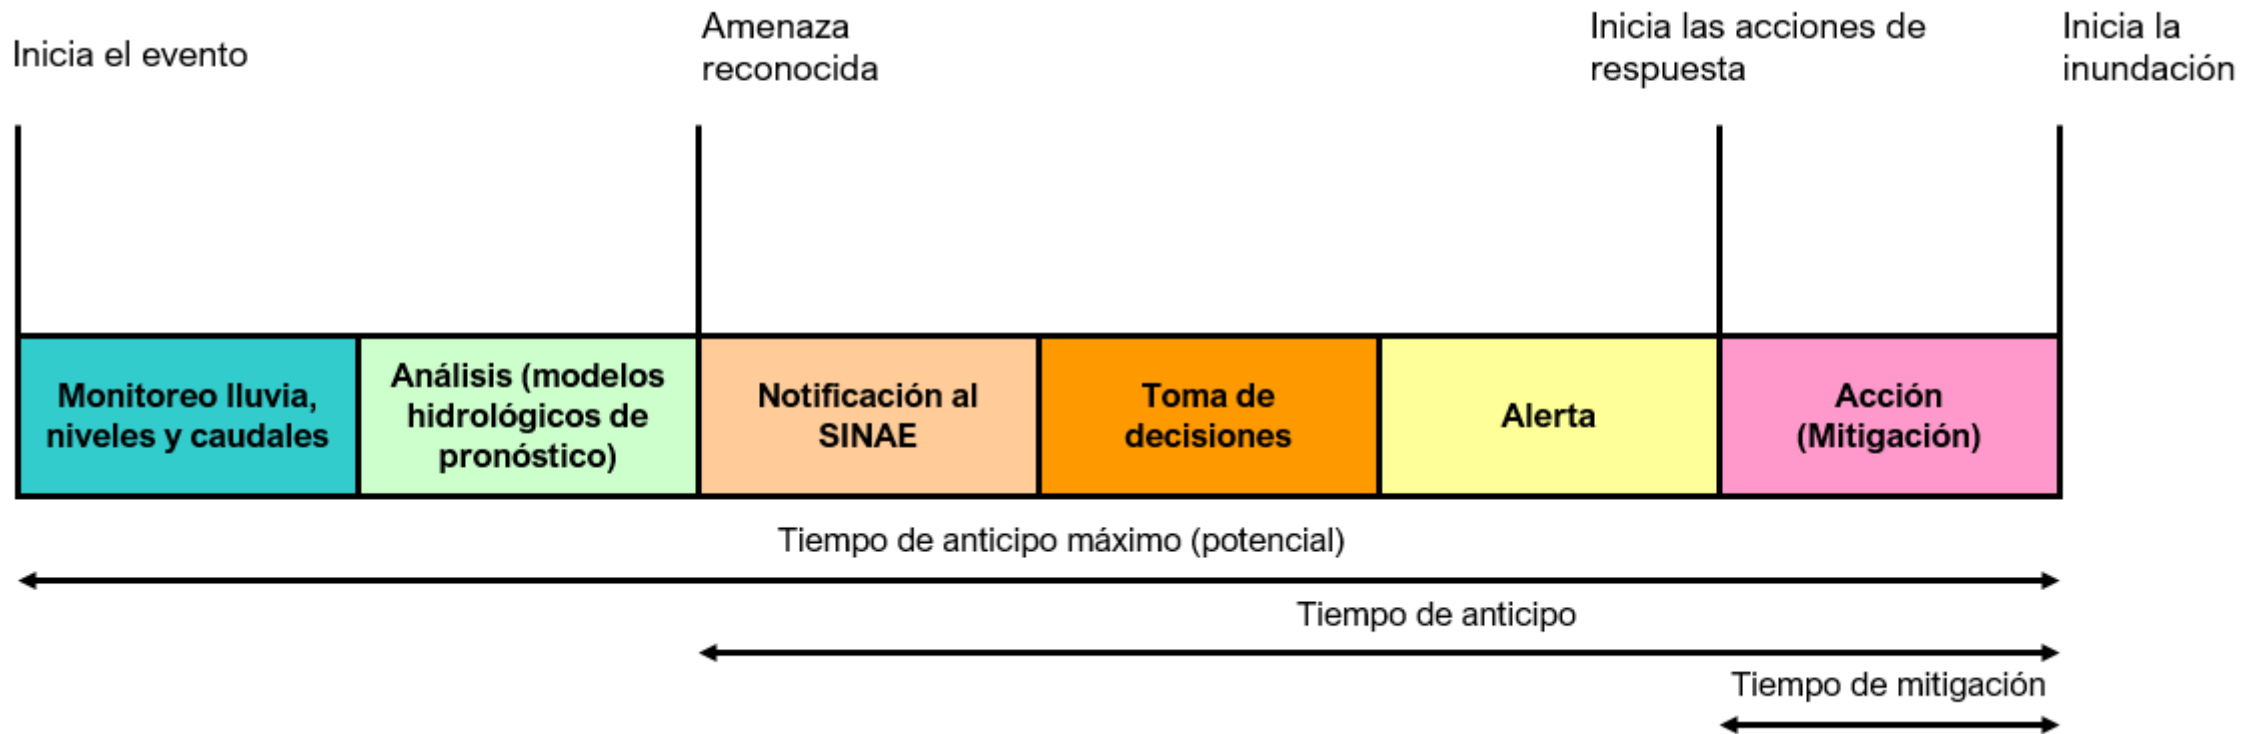 Inicia el evento
Amenaza
reconocida
Inicia las acciones de
respuesta
Inicia la
inundación
Monitoreo lluvia,
niveles y caudales
Análisis (modelos
hidrológicos de
pronóstico)
Notificación al
SINAE
Toma de
decisiones
Alerta
Acción
(Mitigación)
Tiempo de anticipo máximo (potencial)
Tiempo de anticipo
Tiempo de mitigación